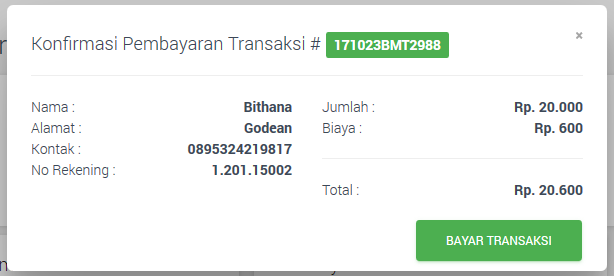 Konfirmasi Pembayaran Transaksi # 171023BMT2988 ×
Nama : Bithana
Alamat : Godean
Kontak : 0895324219817
No Rekening : 1.201.15002
Jumlah : Rp. 20.000
Biaya : Rp. 600
Total : Rp. 20.600
BAYAR TRANSAKSI